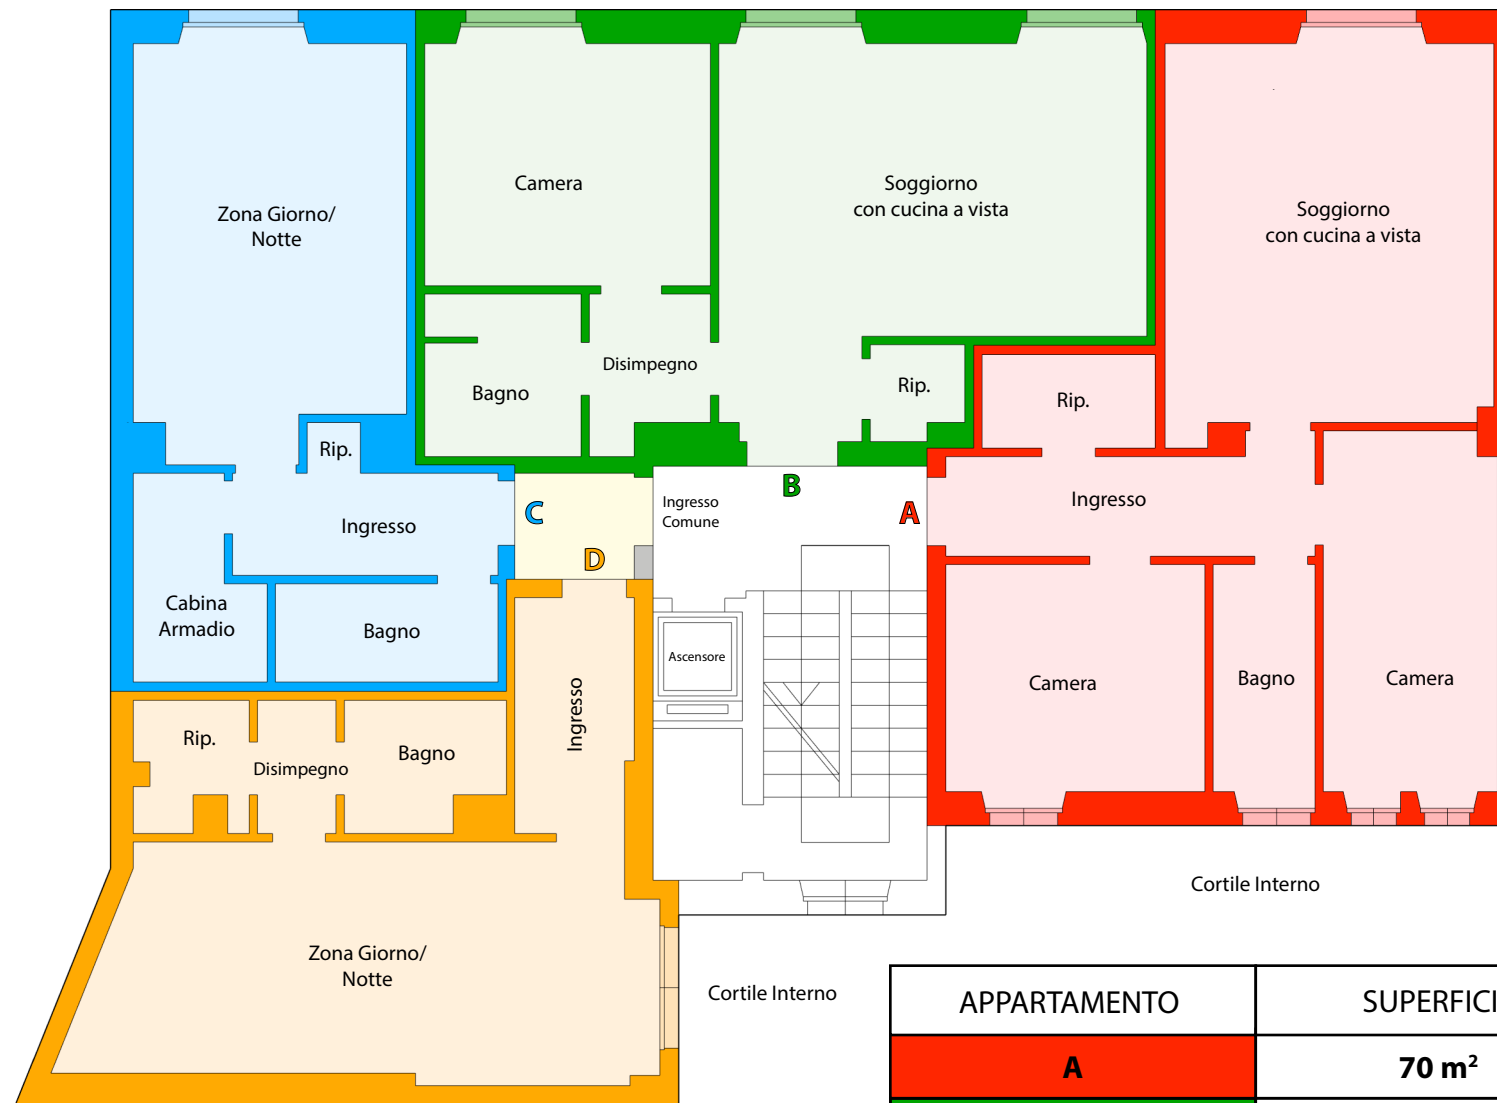 Camera
Soggiorno
con cucina a vista
Zona Giorno/
Notte
Soggiorno
con cucina a vista
Disimpegno
Bagno
Rip.
Rip.
Rip.
B
C
Ingresso
Comune
A
Ingresso
Ingresso
D
Cabina
Armadio
Bagno
Ascensore
Camera
Bagno
Camera
Ingresso
Rip.
Disimpegno
Bagno
Cortile Interno
Zona Giorno/
Notte
Cortile Interno
APPARTAMENTO
SUPERFICI
A
70 m²